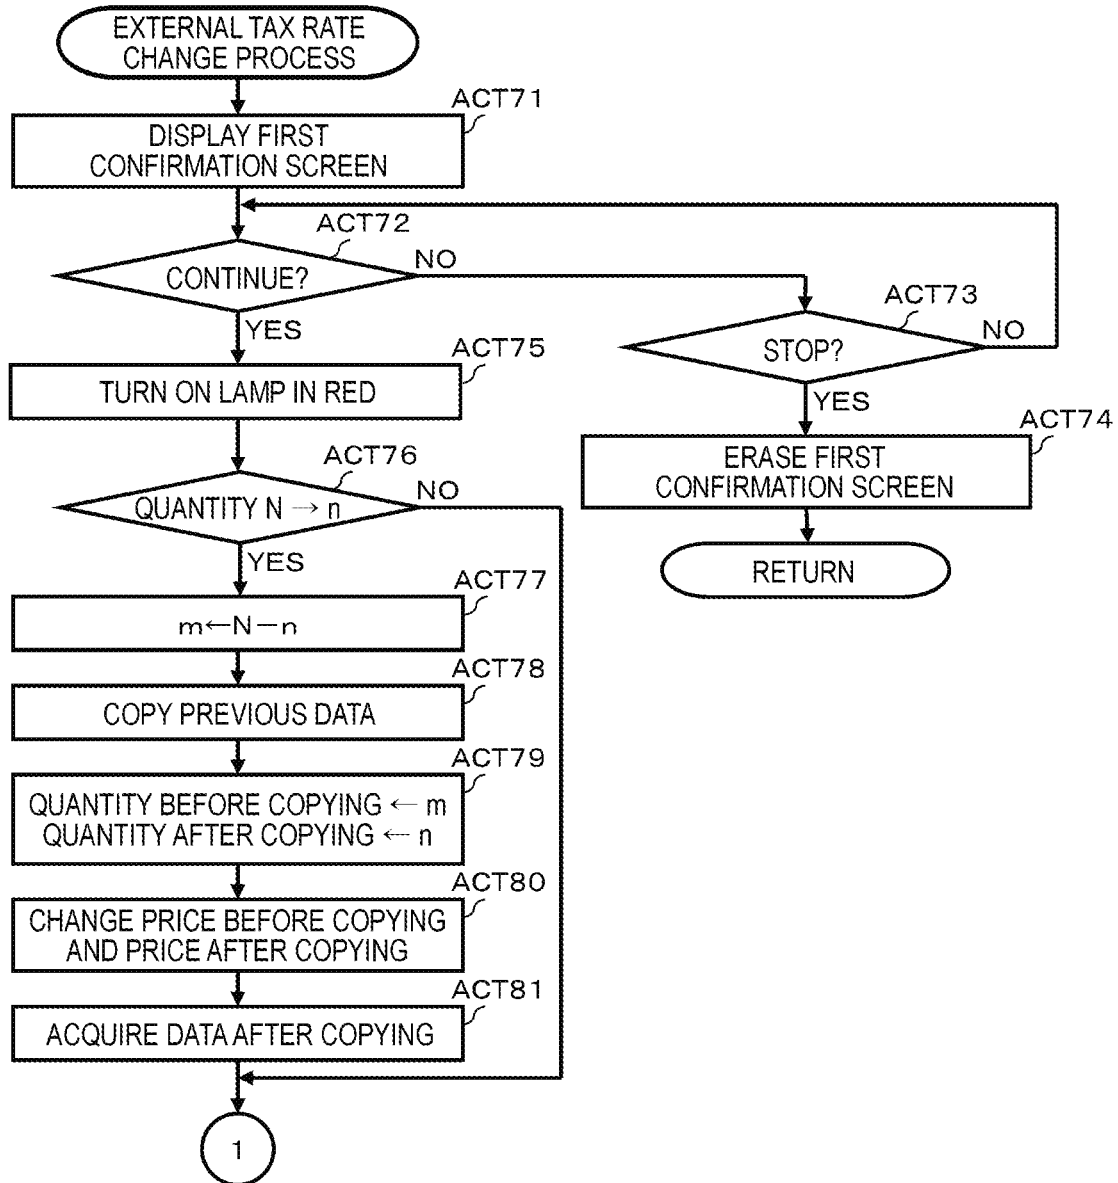 EXTERNAL TAX RATE
CHANGE PROCESS
ACT71
DISPLAY FIRST
CONFIRMATION SCREEN
ACT72
CONTINUE?
NO
YES
ACT73
STOP?
NO
YES
ACT74
ERASE FIRST
CONFIRMATION SCREEN
RETURN
ACT75
TURN ON LAMP IN RED
ACT76
QUANTITY N → n
NO
YES
ACT77
m←N−n
ACT78
COPY PREVIOUS DATA
ACT79
QUANTITY BEFORE COPYING ← m
QUANTITY AFTER COPYING ← n
ACT80
CHANGE PRICE BEFORE COPYING
AND PRICE AFTER COPYING
ACT81
ACQUIRE DATA AFTER COPYING
1